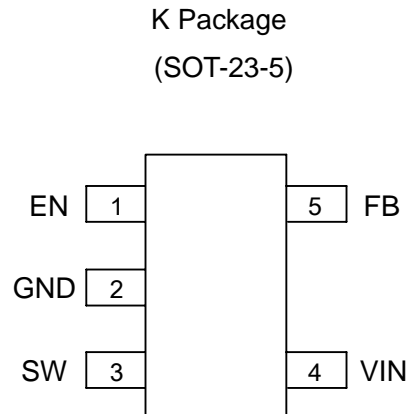 K Package
(SOT-23-5)
EN 1 5 FB
GND 2
SW 3 4 VIN